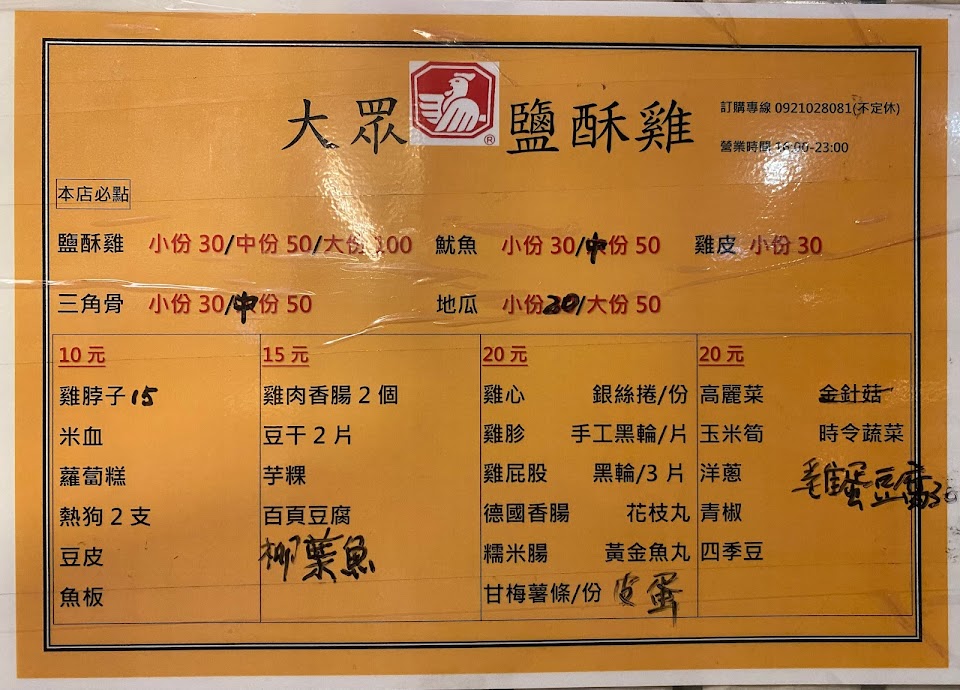 大眾 鹽酥雞
訂購專線 0921028081(不定休)
營業時間 16:00-23:00
®
本店必點
鹽酥雞 小份 30/中份 50/大份 100 魷魚 小份 30/中份 50 雞皮 小份 30
三角骨 小份 30/中份 50 地瓜 小份 30/大份 50
10 元
雞脖子 15
米血
蘿蔔糕
熱狗 2 支
豆皮
魚板
15 元
雞肉香腸 2 個
豆干 2 片
芋粿
百頁豆腐
柳葉魚
20 元
雞心 銀絲捲/份
雞胗 手工黑輪/片
雞屁股 黑輪/3 片
德國香腸 花枝丸
糯米腸 黃金魚丸
甘梅薯條/份 皮蛋
20 元
高麗菜 金針菇
玉米筍 時令蔬菜
洋蔥 雞蛋豆腐30
青椒
四季豆